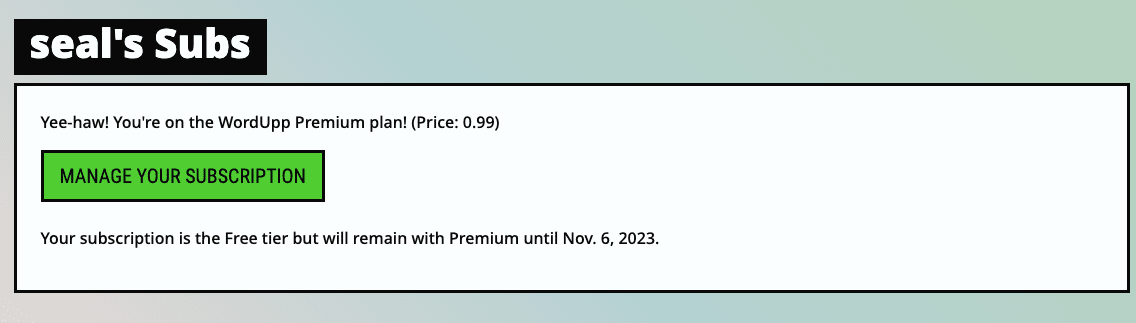 seal's Subs
Yee-haw! You're on the WordUpp Premium plan! (Price: 0.99)
MANAGE YOUR SUBSCRIPTION
Your subscription is the Free tier but will remain with Premium until Nov. 6, 2023.